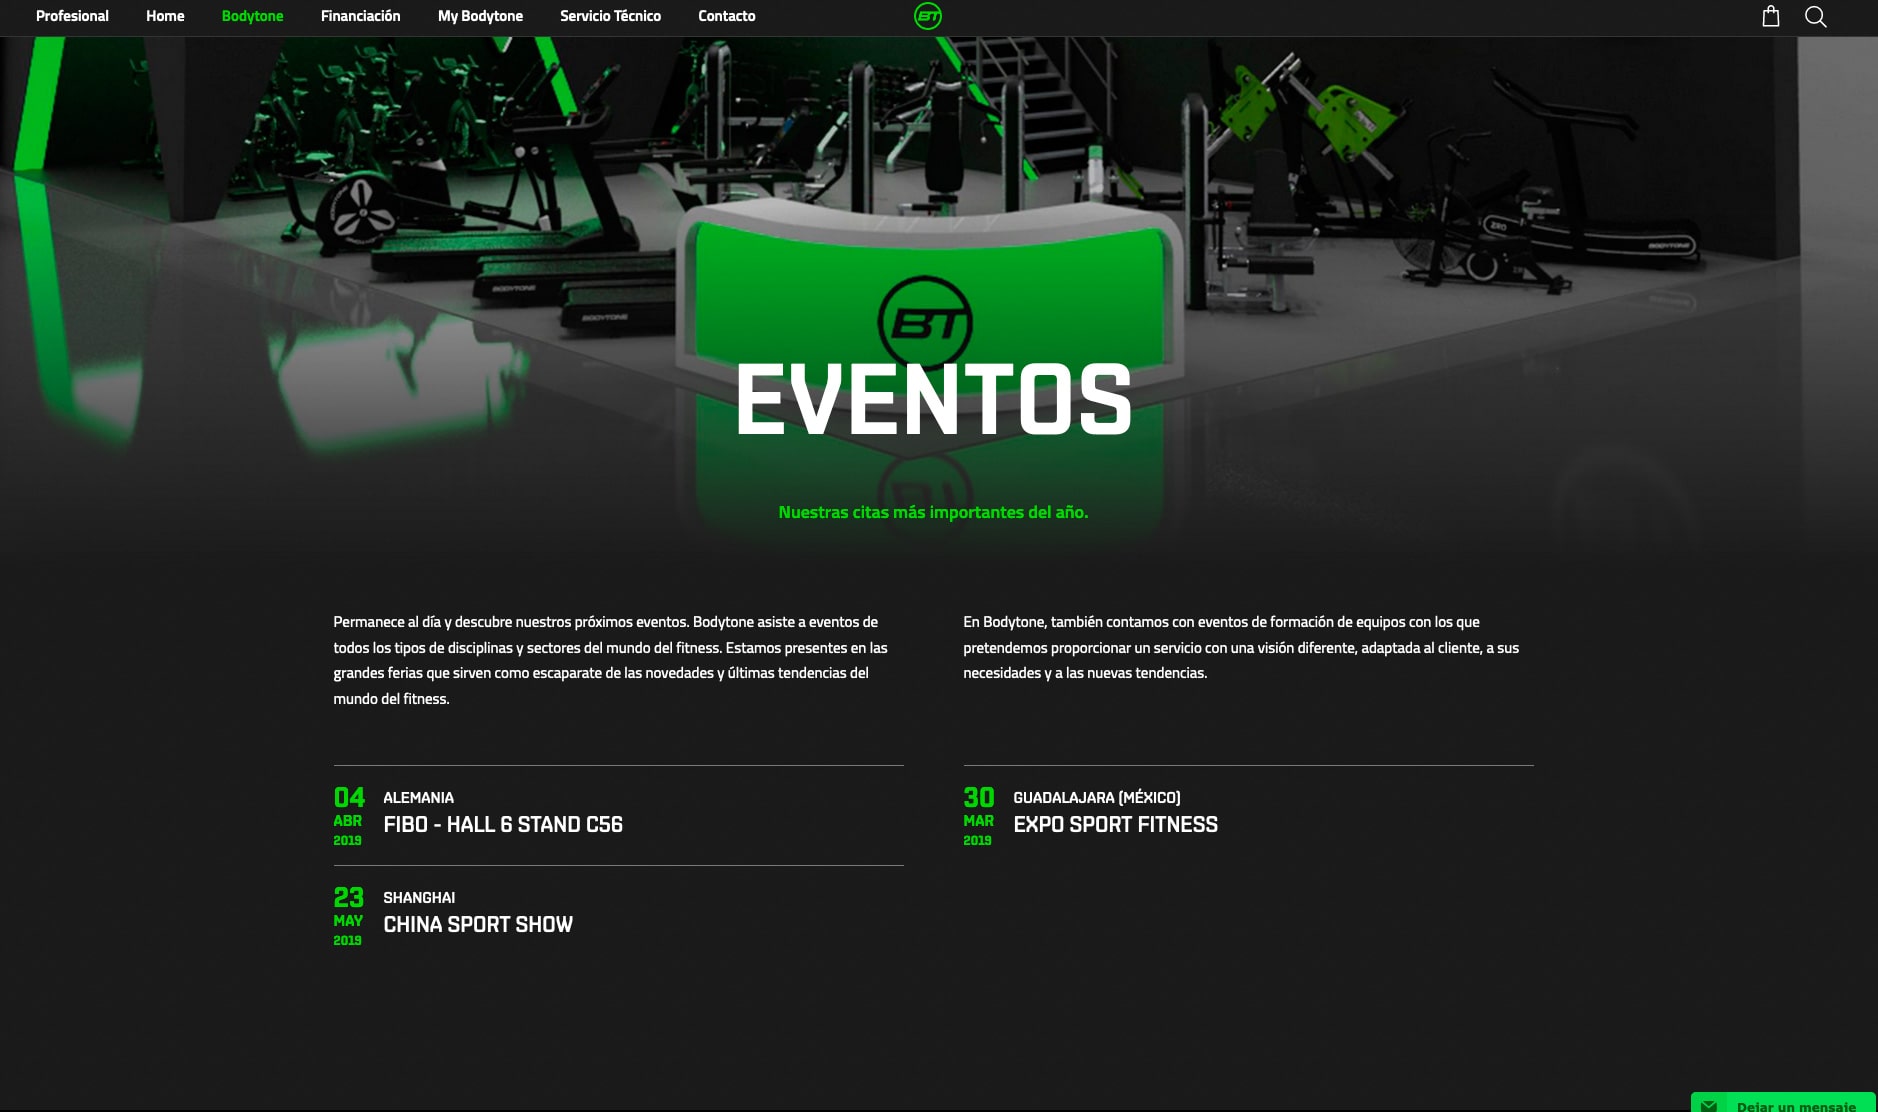 Profesional Home Bodytone Financiación My Bodytone Servicio Técnico Contacto
BT
BODYTONE
BODYTONE
BODYTONE
ZRO
BT
EVENTOS
Nuestras citas más importantes del año.
Permanece al día y descubre nuestros próximos eventos. Bodytone asiste a eventos de
todos los tipos de disciplinas y sectores del mundo del fitness. Estamos presentes en las
grandes ferias que sirven como escaparate de las novedades y últimas tendencias del
mundo del fitness.
En Bodytone, también contamos con eventos de formación de equipos con los que
pretendemos proporcionar un servicio con una visión diferente, adaptada al cliente, a sus
necesidades y a las nuevas tendencias.
04
ABR
2019
ALEMANIA
FIBO - HALL 6 STAND C56
23
MAY
2019
SHANGHAI
CHINA SPORT SHOW
30
MAR
2019
GUADALAJARA (MÉXICO)
EXPO SPORT FITNESS
Dejar un mensaje